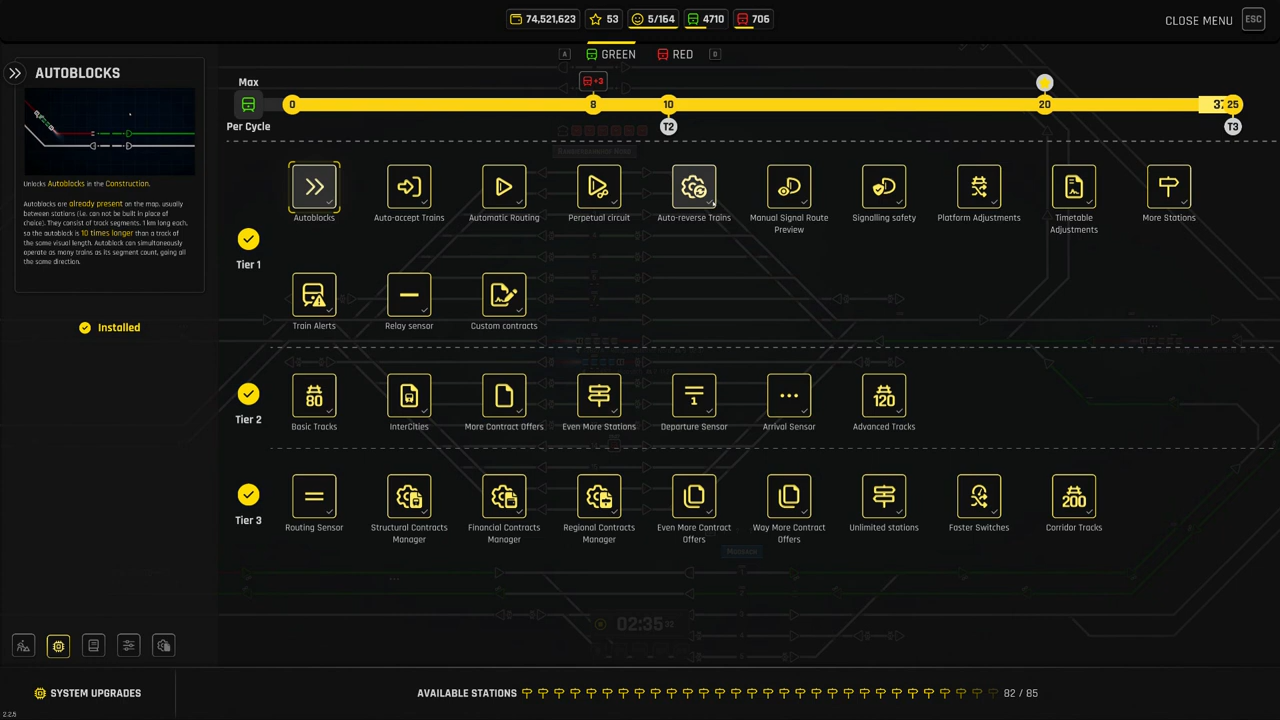 74,521,623 53 5/164 4710 706
CLOSE MENU ESC
A GREEN RED D
AUTOBLOCKS
Unlocks Autoblocks in the Construction.
Autoblocks are already present on the map, usually
between stations (i.e. can not be built in place of
choice). They consist of track segments, 1 km long each,
so the autoblock is 10 times longer than a track of
the same visual length. Autoblock can simultaneously
operate as many trains as its segment count, going all
the same direction.
Installed
Max
Per Cycle
+3
0 8 10 20 25
T2 T3
Tier 1
Autoblocks
Auto-accept Trains
Automatic Routing
Perpetual circuit
Auto-reverse Trains
Manual Signal Route
Preview
Signalling safety
Platform Adjustments
Timetable
Adjustments
More Stations
Train Alerts
Relay sensor
Custom contracts
Tier 2
80
Basic Tracks
InterCities
More Contract Offers
Even More Stations
1
Departure Sensor
Arrival Sensor
120
Advanced Tracks
Tier 3
Routing Sensor
Structural Contracts
Manager
Financial Contracts
Manager
Regional Contracts
Manager
Even More Contract
Offers
Way More Contract
Offers
Unlimited stations
Faster Switches
200
Corridor Tracks
02:35
SYSTEM UPGRADES
AVAILABLE STATIONS 82 / 85
2.2.5